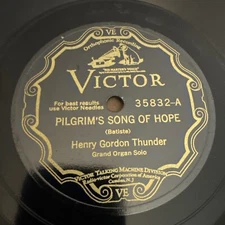 VE
Orthophonic Recording
"HIS MASTER'S VOICE"
VICTOR
For best results
use Victor Needles
35832-A
PILGRIM'S SONG OF HOPE
(Batiste)
Henry Gordon Thunder
Grand Organ Solo
VICTOR TALKING MACHINE DIVISION
Radio-Victor Corporation of America
Camden, N.J.
VE